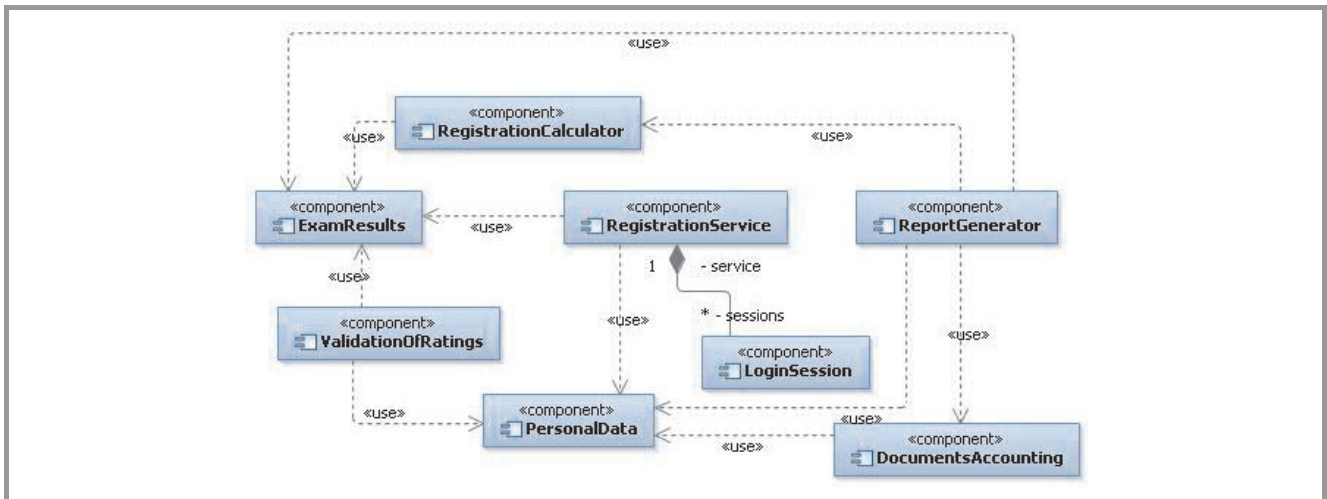 «use»
«component»
RegistrationCalculator
«use»
«use»
«component»
ExamResults
«component»
RegistrationService
«component»
ReportGenerator
«use»
1
- service
«use»
* - sessions
«use»
«component»
ValidationOfRatings
«use»
«component»
LoginSession
«component»
PersonalData
«use»
«use»
«use»
«component»
DocumentsAccounting